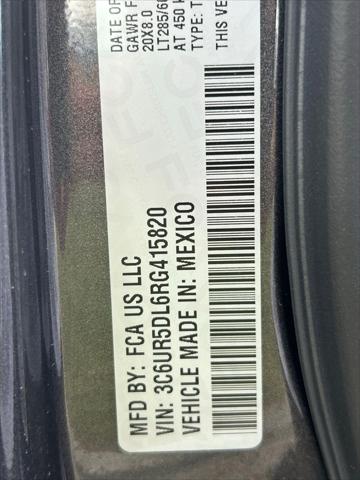 DATE OF
GAWR F
20X8.0
LT285/60
AT 450 k
TYPE: T
THIS VE
MFD BY: FCA US LLC
VIN: 3C6UR5DL6RG415820
VEHICLE MADE IN: MEXICO